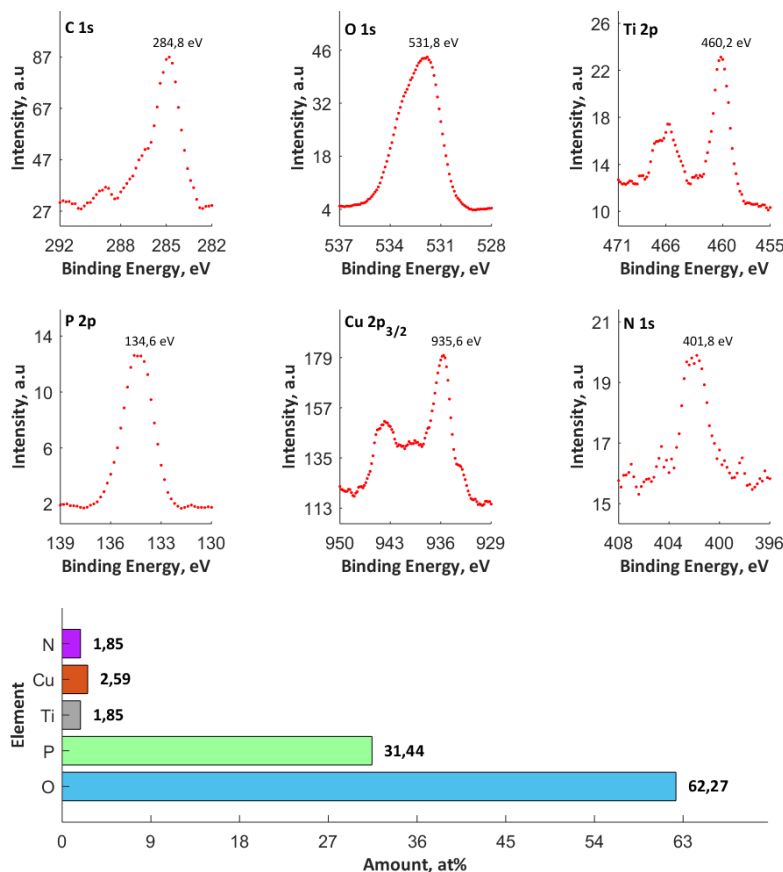 C 1s
284,8 eV
87
67
47
27
Intensity, a.u
292 288 285 282
Binding Energy, eV
O 1s
531,8 eV
46
32
18
4
Intensity, a.u
537 534 531 528
Binding Energy, eV
Ti 2p
460,2 eV
26
22
18
14
10
Intensity, a.u
471 466 460 455
Binding Energy, eV
P 2p
134,6 eV
14
10
6
2
Intensity, a.u
139 136 133 130
Binding Energy, eV
Cu 2p3/2
935,6 eV
179
157
135
113
Intensity, a.u
950 943 936 929
Binding Energy, eV
N 1s
401,8 eV
21
19
17
15
Intensity, a.u
408 404 400 396
Binding Energy, eV
Element
N 1,85
Cu 2,59
Ti 1,85
P 31,44
O 62,27
0 9 18 27 36 45 54 63
Amount, at%